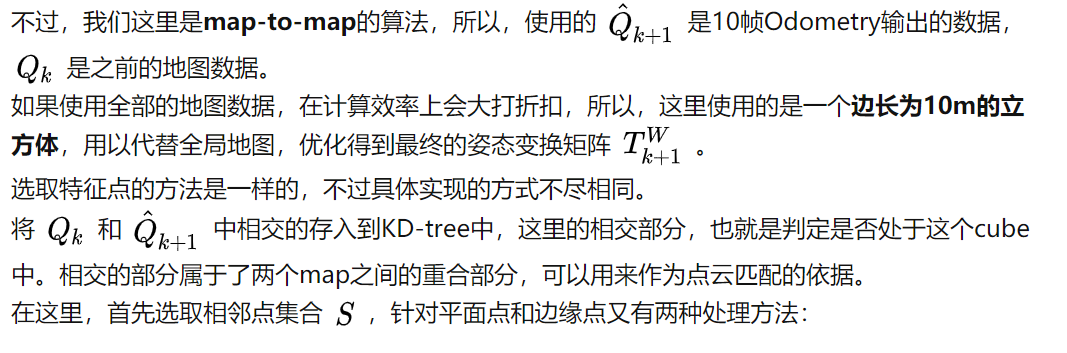 不过，我们这里是map-to-map的算法，所以，使用的 $\hat{Q}_{k+1}$ 是10帧Odometry输出的数据，
$Q_k$ 是之前的地图数据。
如果使用全部的地图数据，在计算效率上会大打折扣，所以，这里使用的是一个边长为10m的立
方体，用以代替全局地图，优化得到最终的姿态变换矩阵 $T_{k+1}^W$ 。
选取特征点的方法是一样的，不过具体实现的方式不尽相同。
将 $Q_k$ 和 $\hat{Q}_{k+1}$ 中相交的存入到KD-tree中，这里的相交部分，也就是判定是否处于这个cube
中。相交的部分属于了两个map之间的重合部分，可以用来作为点云匹配的依据。
在这里，首先选取相邻点集合 $S$ ，针对平面点和边缘点又有两种处理方法：